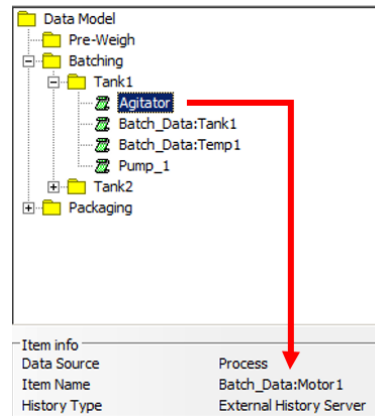 Data Model
Pre-Weigh
Batching
Tank1
Agitator
Batch_Data:Tank1
Batch_Data:Temp1
Pump_1
Tank2
Packaging
Item info
Data Source Process
Item Name Batch_Data:Motor1
History Type External History Server